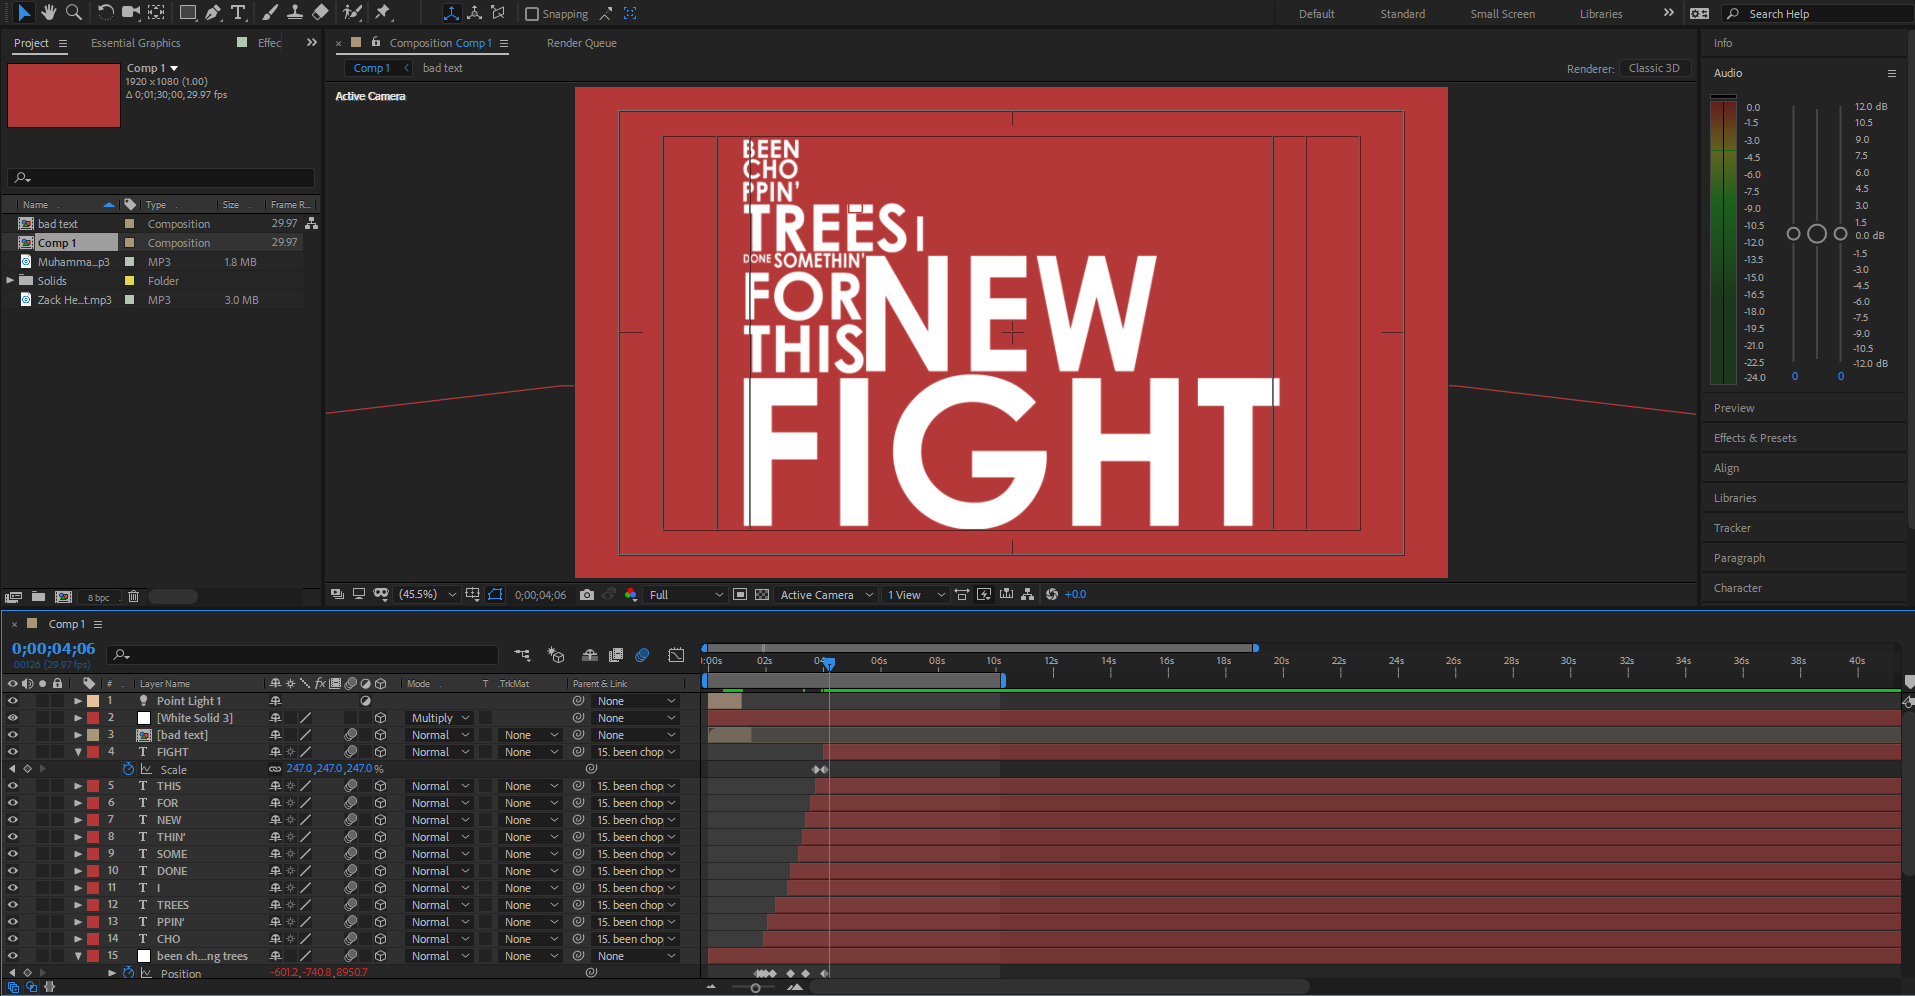 Snapping
Default
Standard
Small Screen
Libraries
Search Help
Project
Essential Graphics
Effec
Composition Comp 1
Render Queue
Info
Comp 1
1920 x 1080 (1.00)
Δ 0;01;30;00, 29.97 fps
Comp 1
bad text
Renderer:
Classic 3D
Audio
Active Camera
BEEN
CHO
PPIN'
TREES I
DONE SOMETHIN'
FOR NEW
THIS
FIGHT
0.0
-1.5
-3.0
-4.5
-6.0
-7.5
-9.0
-10.5
-12.0
-13.5
-15.0
-16.5
-18.0
-19.5
-21.0
-22.5
-24.0
12.0 dB
10.5
9.0
7.5
6.0
4.5
3.0
1.5
0.0 dB
-1.5
-3.0
-4.5
-6.0
-7.5
-9.0
-10.5
-12.0 dB
0 0
Name Type Size Frame R...
bad text Composition 29.97
Comp 1 Composition 29.97
Muhamma...p3 MP3 1.8 MB
Solids Folder
Zack He...t.mp3 MP3 3.0 MB
Preview
Effects & Presets
Align
Libraries
Tracker
Paragraph
Character
8 bpc
(45.5%) 0;00;04;06 Full Active Camera 1 View +0.0
Comp 1
0;00;04;06
00126 (29.97 fps)
:00s 02s 04 06s 08s 10s 12s 14s 16s 18s 20s 22s 24s 26s 28s 30s 32s 34s 36s 38s 40s
# Layer Name fx Mode T .TrkMat Parent & Link
1 Point Light 1 None
2 [White Solid 3] Multiply None
3 [bad text] Normal None None
4 T FIGHT Normal None 15. been chop
Scale 247.0,247.0,247.0%
5 T THIS Normal None 15. been chop
6 T FOR Normal None 15. been chop
7 T NEW Normal None 15. been chop
8 T THIN' Normal None 15. been chop
9 T SOME Normal None 15. been chop
10 T DONE Normal None 15. been chop
11 T I Normal None 15. been chop
12 T TREES Normal None 15. been chop
13 T PPIN' Normal None 15. been chop
14 T CHO Normal None 15. been chop
15 been ch...ng trees Normal None None
Position -601.2,-740.8,8950.7